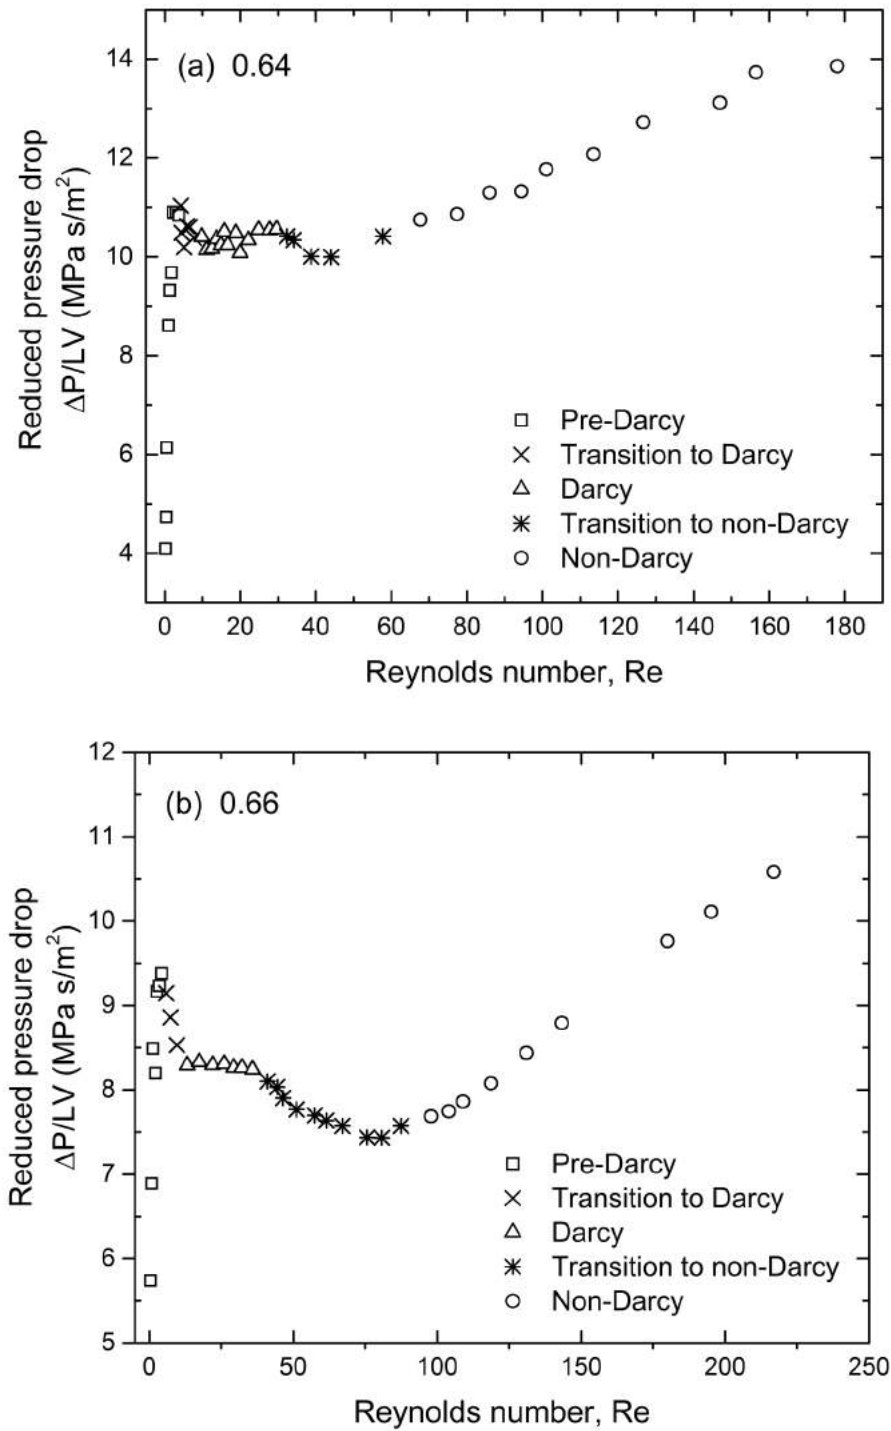 (a) 0.64
14
12
10
8
6
4
Reduced pressure drop
ΔP/LV (MPa s/m²)
Pre-Darcy
Transition to Darcy
Darcy
Transition to non-Darcy
Non-Darcy
0 20 40 60 80 100 120 140 160 180
Reynolds number, Re
(b) 0.66
12
11
10
9
8
7
6
5
Reduced pressure drop
ΔP/LV (MPa s/m²)
Pre-Darcy
Transition to Darcy
Darcy
Transition to non-Darcy
Non-Darcy
0 50 100 150 200 250
Reynolds number, Re